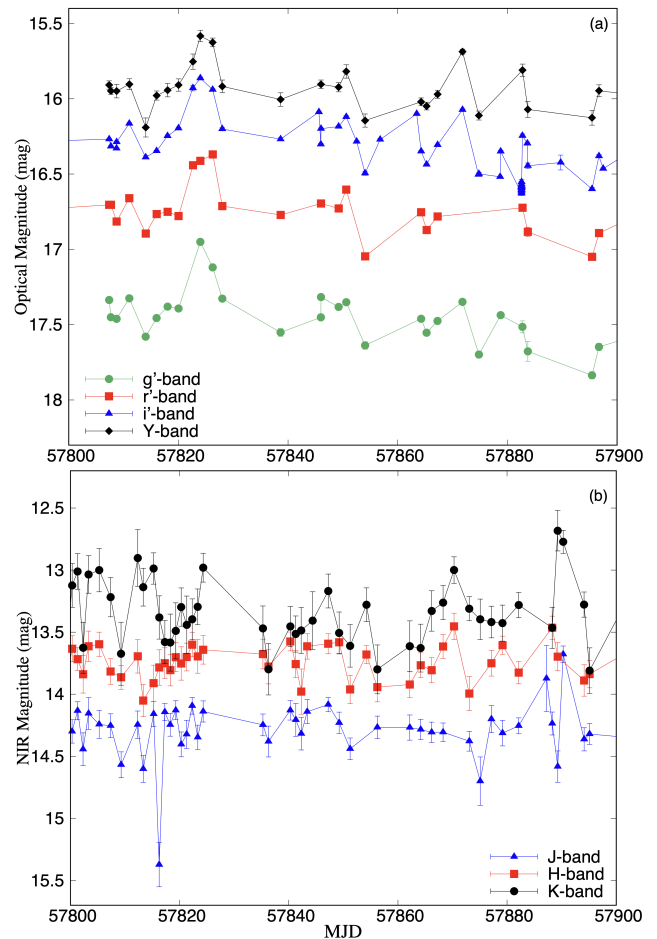 (a)
15.5
16
16.5
17
17.5
18
Optical Magnitude (mag)
g'-band
r'-band
i'-band
Y-band
57800 57820 57840 57860 57880 57900
(b)
12.5
13
13.5
14
14.5
15
15.5
NIR Magnitude (mag)
J-band
H-band
K-band
57800 57820 57840 57860 57880 57900
MJD